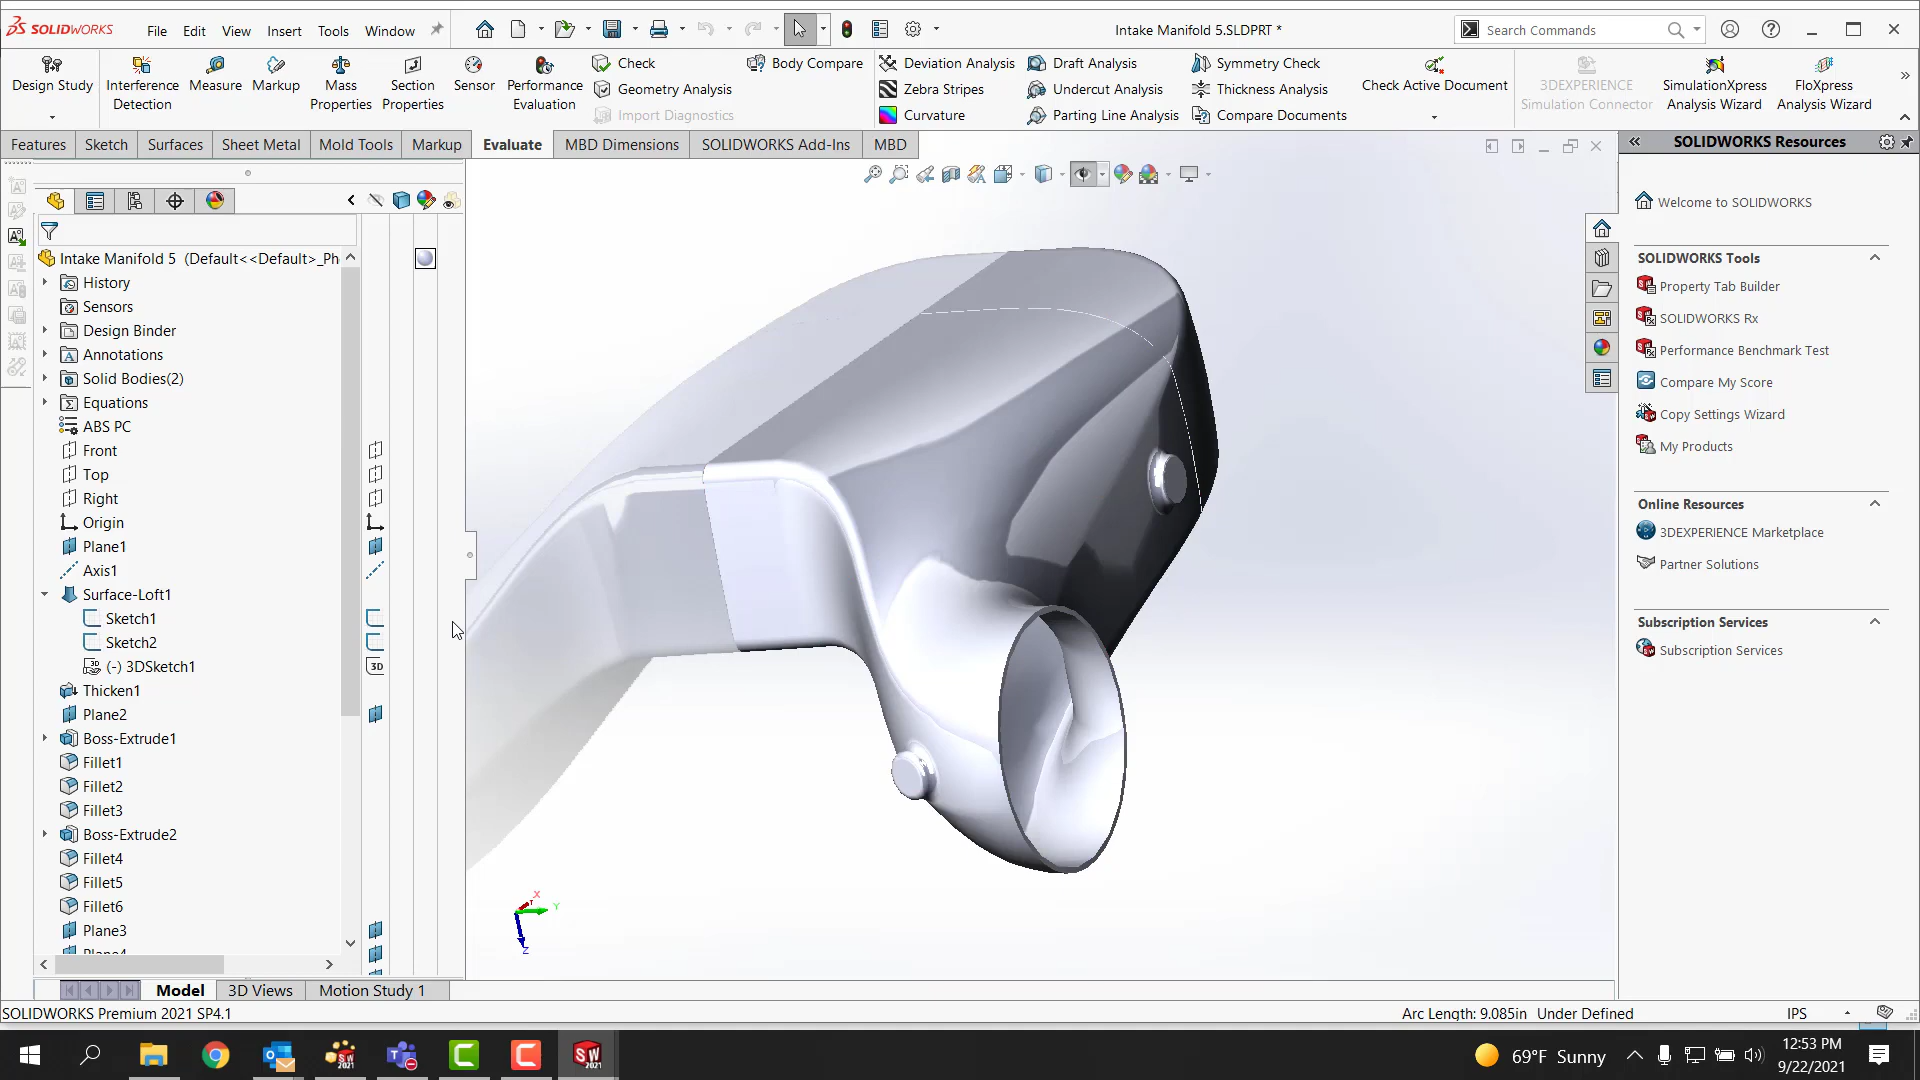 SOLIDWORKS
File Edit View Insert Tools Window
Intake Manifold 5.SLDPRT *
Search Commands
Design Study
Interference Detection
Measure
Markup
Mass Properties
Section Properties
Sensor
Performance Evaluation
Check
Geometry Analysis
Import Diagnostics
Body Compare
Deviation Analysis
Zebra Stripes
Curvature
Draft Analysis
Undercut Analysis
Parting Line Analysis
Symmetry Check
Thickness Analysis
Compare Documents
Check Active Document
3DEXPERIENCE Simulation Connector
SimulationXpress Analysis Wizard
FloXpress Analysis Wizard
Features Sketch Surfaces Sheet Metal Mold Tools Markup Evaluate MBD Dimensions SOLIDWORKS Add-Ins MBD
Intake Manifold 5 (Default<<Default>_Ph
History
Sensors
Design Binder
Annotations
Solid Bodies(2)
Equations
ABS PC
Front
Top
Right
Origin
Plane1
Axis1
Surface-Loft1
Sketch1
Sketch2
(-) 3DSketch1
3D
Thicken1
Plane2
Boss-Extrude1
Fillet1
Fillet2
Fillet3
Boss-Extrude2
Fillet4
Fillet5
Fillet6
Plane3
Plane4
X
Y
Z
SOLIDWORKS Resources
Welcome to SOLIDWORKS
SOLIDWORKS Tools
Property Tab Builder
SOLIDWORKS Rx
Performance Benchmark Test
Compare My Score
Copy Settings Wizard
My Products
Online Resources
3DEXPERIENCE Marketplace
Partner Solutions
Subscription Services
Subscription Services
Model 3D Views Motion Study 1
SOLIDWORKS Premium 2021 SP4.1
Arc Length: 9.085in Under Defined
IPS
69°F Sunny
12:53 PM
9/22/2021